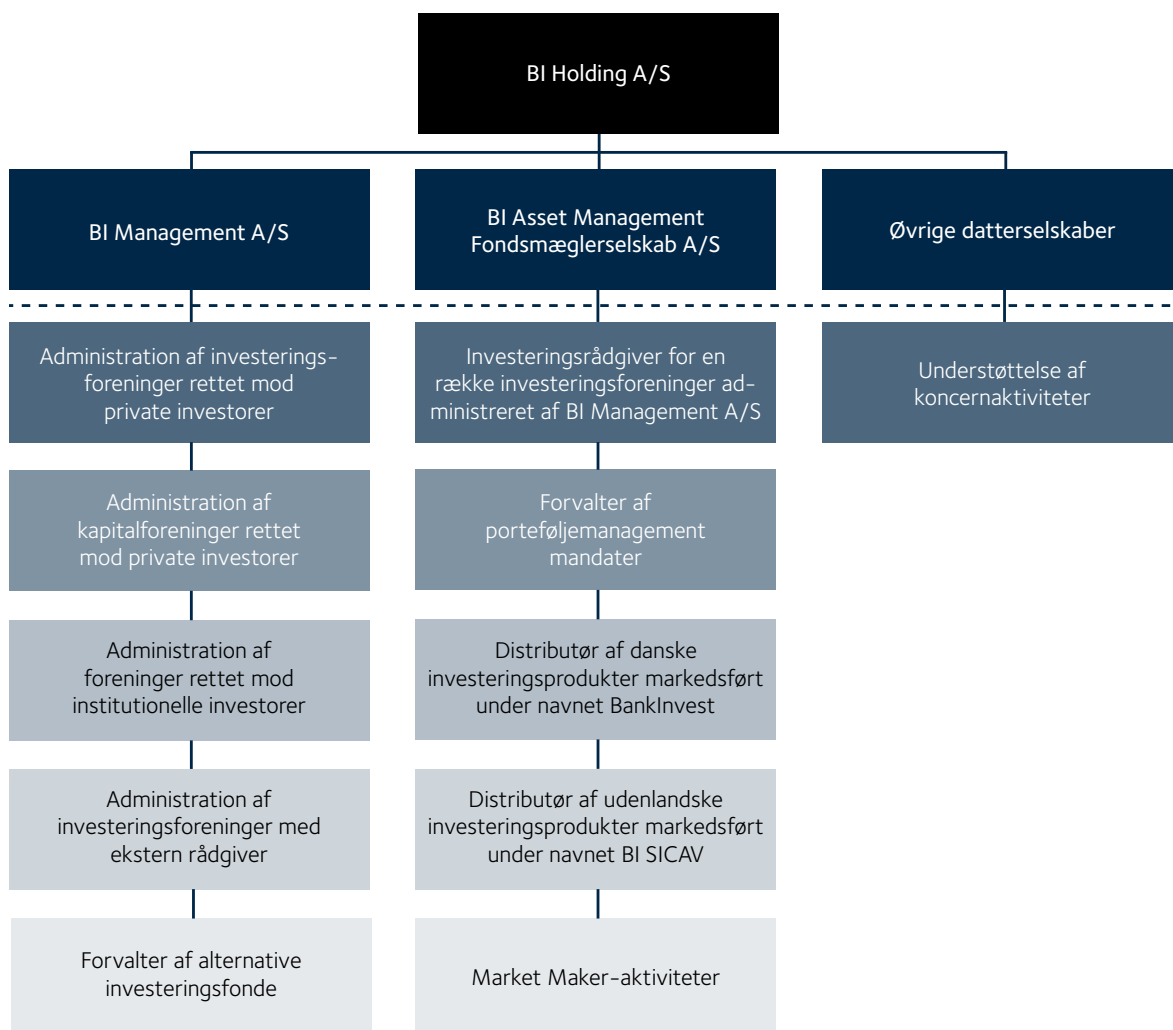 BI Holding A/S
BI Management A/S
BI Asset Management
Fondsmæglerselskab A/S
Øvrige datterselskaber
Administration af investerings-
foreninger rettet mod
private investorer
Investeringsrådgiver for en
række investeringsforeninger ad-
ministreret af BI Management A/S
Understøttelse af
koncernaktiviteter
Administration af
kapitalforeninger rettet
mod private investorer
Forvalter af
porteføljemanagement
mandater
Administration af
foreninger rettet mod
institutionelle investorer
Distributør af danske
investeringsprodukter markedsført
under navnet BankInvest
Administration af
investeringsforeninger med
ekstern rådgiver
Distributør af udenlandske
investeringsprodukter markedsført
under navnet BI SICAV
Forvalter af alternative
investeringsfonde
Market Maker-aktiviteter